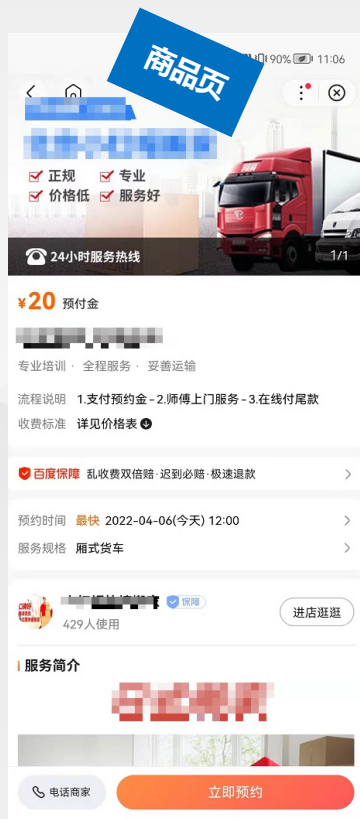 商品页
90% 11:06
正规 专业
价格低 服务好
24小时服务热线
1/1
¥20 预付金
专业培训 · 全程服务 · 妥善运输
流程说明 1.支付预约金-2.师傅上门服务-3.在线付尾款
收费标准 详见价格表
百度保障 乱收费双倍赔·迟到必赔·极速退款
预约时间 最快 2022-04-06(今天) 12:00
服务规格 厢式货车
保障
429人使用
进店逛逛
服务简介
电话商家
立即预约